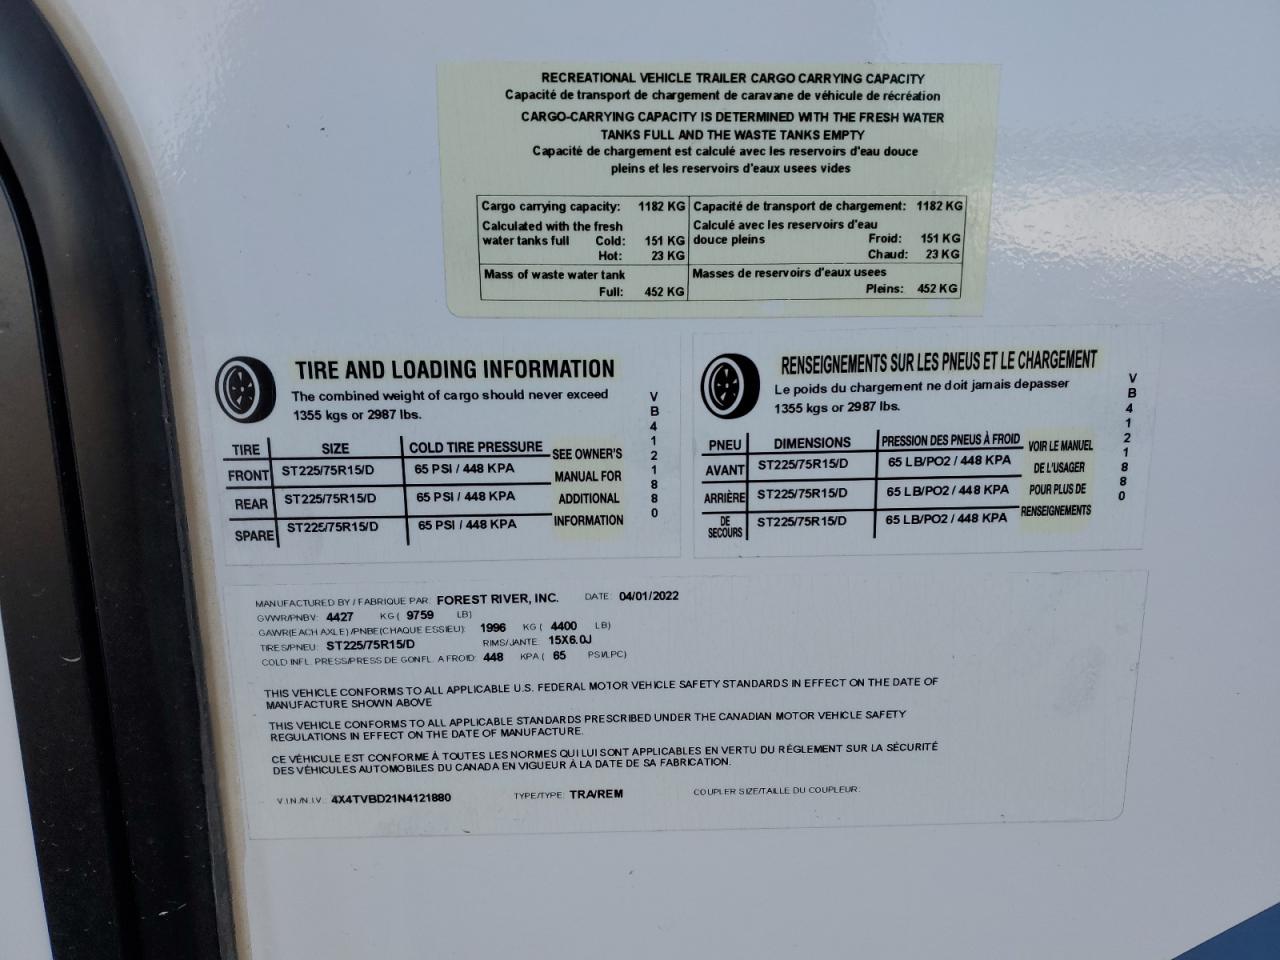 RECREATIONAL VEHICLE TRAILER CARGO CARRYING CAPACITY
Capacité de transport de chargement de caravane de véhicule de récréation
CARGO-CARRYING CAPACITY IS DETERMINED WITH THE FRESH WATER
TANKS FULL AND THE WASTE TANKS EMPTY
Capacité de chargement est calculé avec les reservoirs d'eau douce
pleins et les reservoirs d'eaux usees vides
Cargo carrying capacity: 1182 KG
Calculated with the fresh
water tanks full Cold: 151 KG
Hot: 23 KG
Mass of waste water tank
Full: 452 KG
Capacité de transport de chargement: 1182 KG
Calculé avec les reservoirs d'eau
douce pleins Froid: 151 KG
Chaud: 23 KG
Masses de reservoirs d'eaux usees
Pleins: 452 KG
TIRE AND LOADING INFORMATION
The combined weight of cargo should never exceed
1355 kgs or 2987 lbs.
TIRE SIZE COLD TIRE PRESSURE
FRONT ST225/75R15/D 65 PSI / 448 KPA
REAR ST225/75R15/D 65 PSI / 448 KPA
SPARE ST225/75R15/D 65 PSI / 448 KPA
SEE OWNER'S
MANUAL FOR
ADDITIONAL
INFORMATION
VB4121880
RENSEIGNEMENTS SUR LES PNEUS ET LE CHARGEMENT
Le poids du chargement ne doit jamais depasser
1355 kgs or 2987 lbs.
PNEU DIMENSIONS PRESSION DES PNEUS À FROID
AVANT ST225/75R15/D 65 LB/PO2 / 448 KPA
ARRIÈRE ST225/75R15/D 65 LB/PO2 / 448 KPA
DE SECOURS ST225/75R15/D 65 LB/PO2 / 448 KPA
VOIR LE MANUEL
DE L'USAGER
POUR PLUS DE
RENSEIGNEMENTS
VB4121880
MANUFACTURED BY / FABRIQUE PAR: FOREST RIVER, INC. DATE: 04/01/2022
GVWR/PNBV: 4427 KG ( 9759 LB)
GAWR(EACH AXLE)/PNBE(CHAQUE ESSIEU): 1996 KG ( 4400 LB)
TIRES/PNEU: ST225/75R15/D RIMS/JANTE: 15X6.0J
COLD INFL. PRESS/PRESS DE GONFL. A FROID: 448 KPA ( 65 PSI/LPC)
THIS VEHICLE CONFORMS TO ALL APPLICABLE U.S. FEDERAL MOTOR VEHICLE SAFETY STANDARDS IN EFFECT ON THE DATE OF
MANUFACTURE SHOWN ABOVE
THIS VEHICLE CONFORMS TO ALL APPLICABLE STANDARDS PRESCRIBED UNDER THE CANADIAN MOTOR VEHICLE SAFETY
REGULATIONS IN EFFECT ON THE DATE OF MANUFACTURE.
CE VÉHICULE EST CONFORME À TOUTES LES NORMES QUI LUI SONT APPLICABLES EN VERTU DU RÉGLEMENT SUR LA SÉCURITÉ
DES VÉHICULES AUTOMOBILES DU CANADA EN VIGUEUR À LA DATE DE SA FABRICATION.
V.I.N./N.I.V.: 4X4TVBD21N4121880 TYPE/TYPE: TRA/REM COUPLER SIZE/TAILLE DU COUPLEUR: